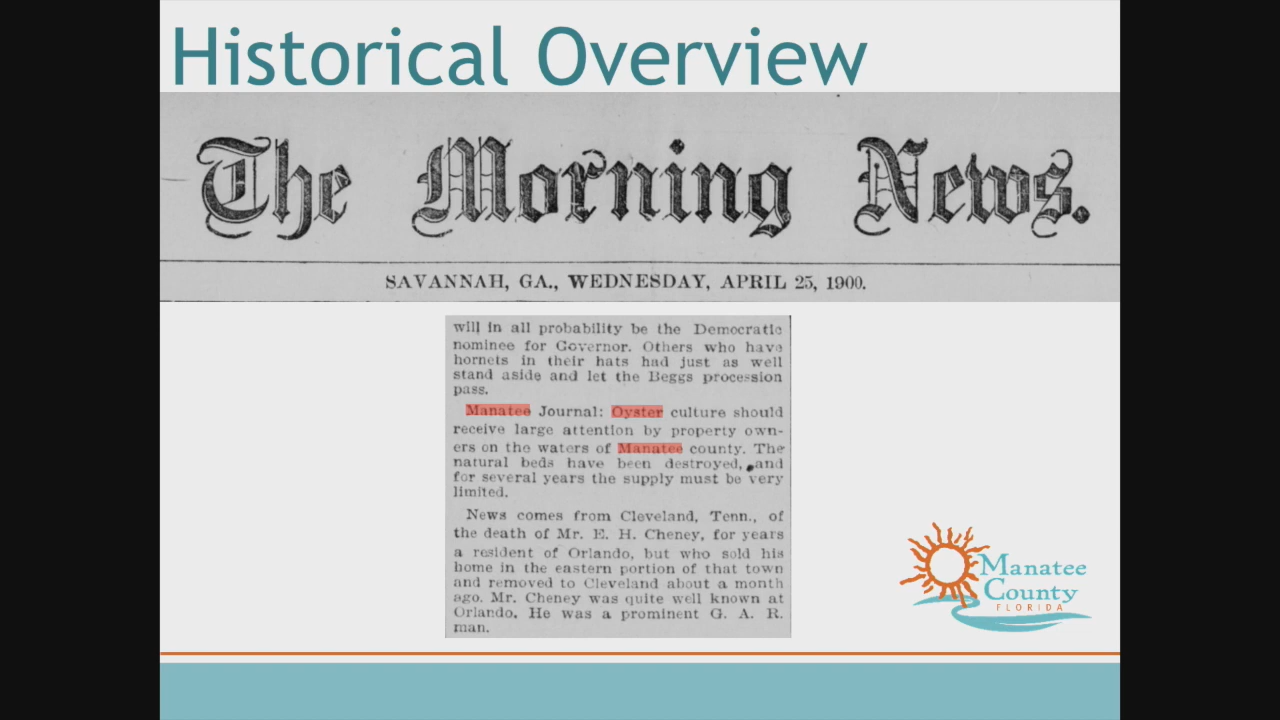 Historical Overview
The Morning News.
SAVANNAH, GA., WEDNESDAY, APRIL 25, 1900.
will in all probability be the Democratic
nominee for Governor. Others who have
hornets in their hats had just as well
stand aside and let the Beggs procession
pass.
Manatee Journal: Oyster culture should
receive large attention by property own-
ers on the waters of Manatee county. The
natural beds have been destroyed, and
for several years the supply must be very
limited.
News comes from Cleveland, Tenn., of
the death of Mr. E. H. Cheney, for years
a resident of Orlando, but who sold his
home in the eastern portion of that town
and removed to Cleveland about a month
ago. Mr. Cheney was quite well known at
Orlando. He was a prominent G. A. R.
man.
Manatee
County
FLORIDA